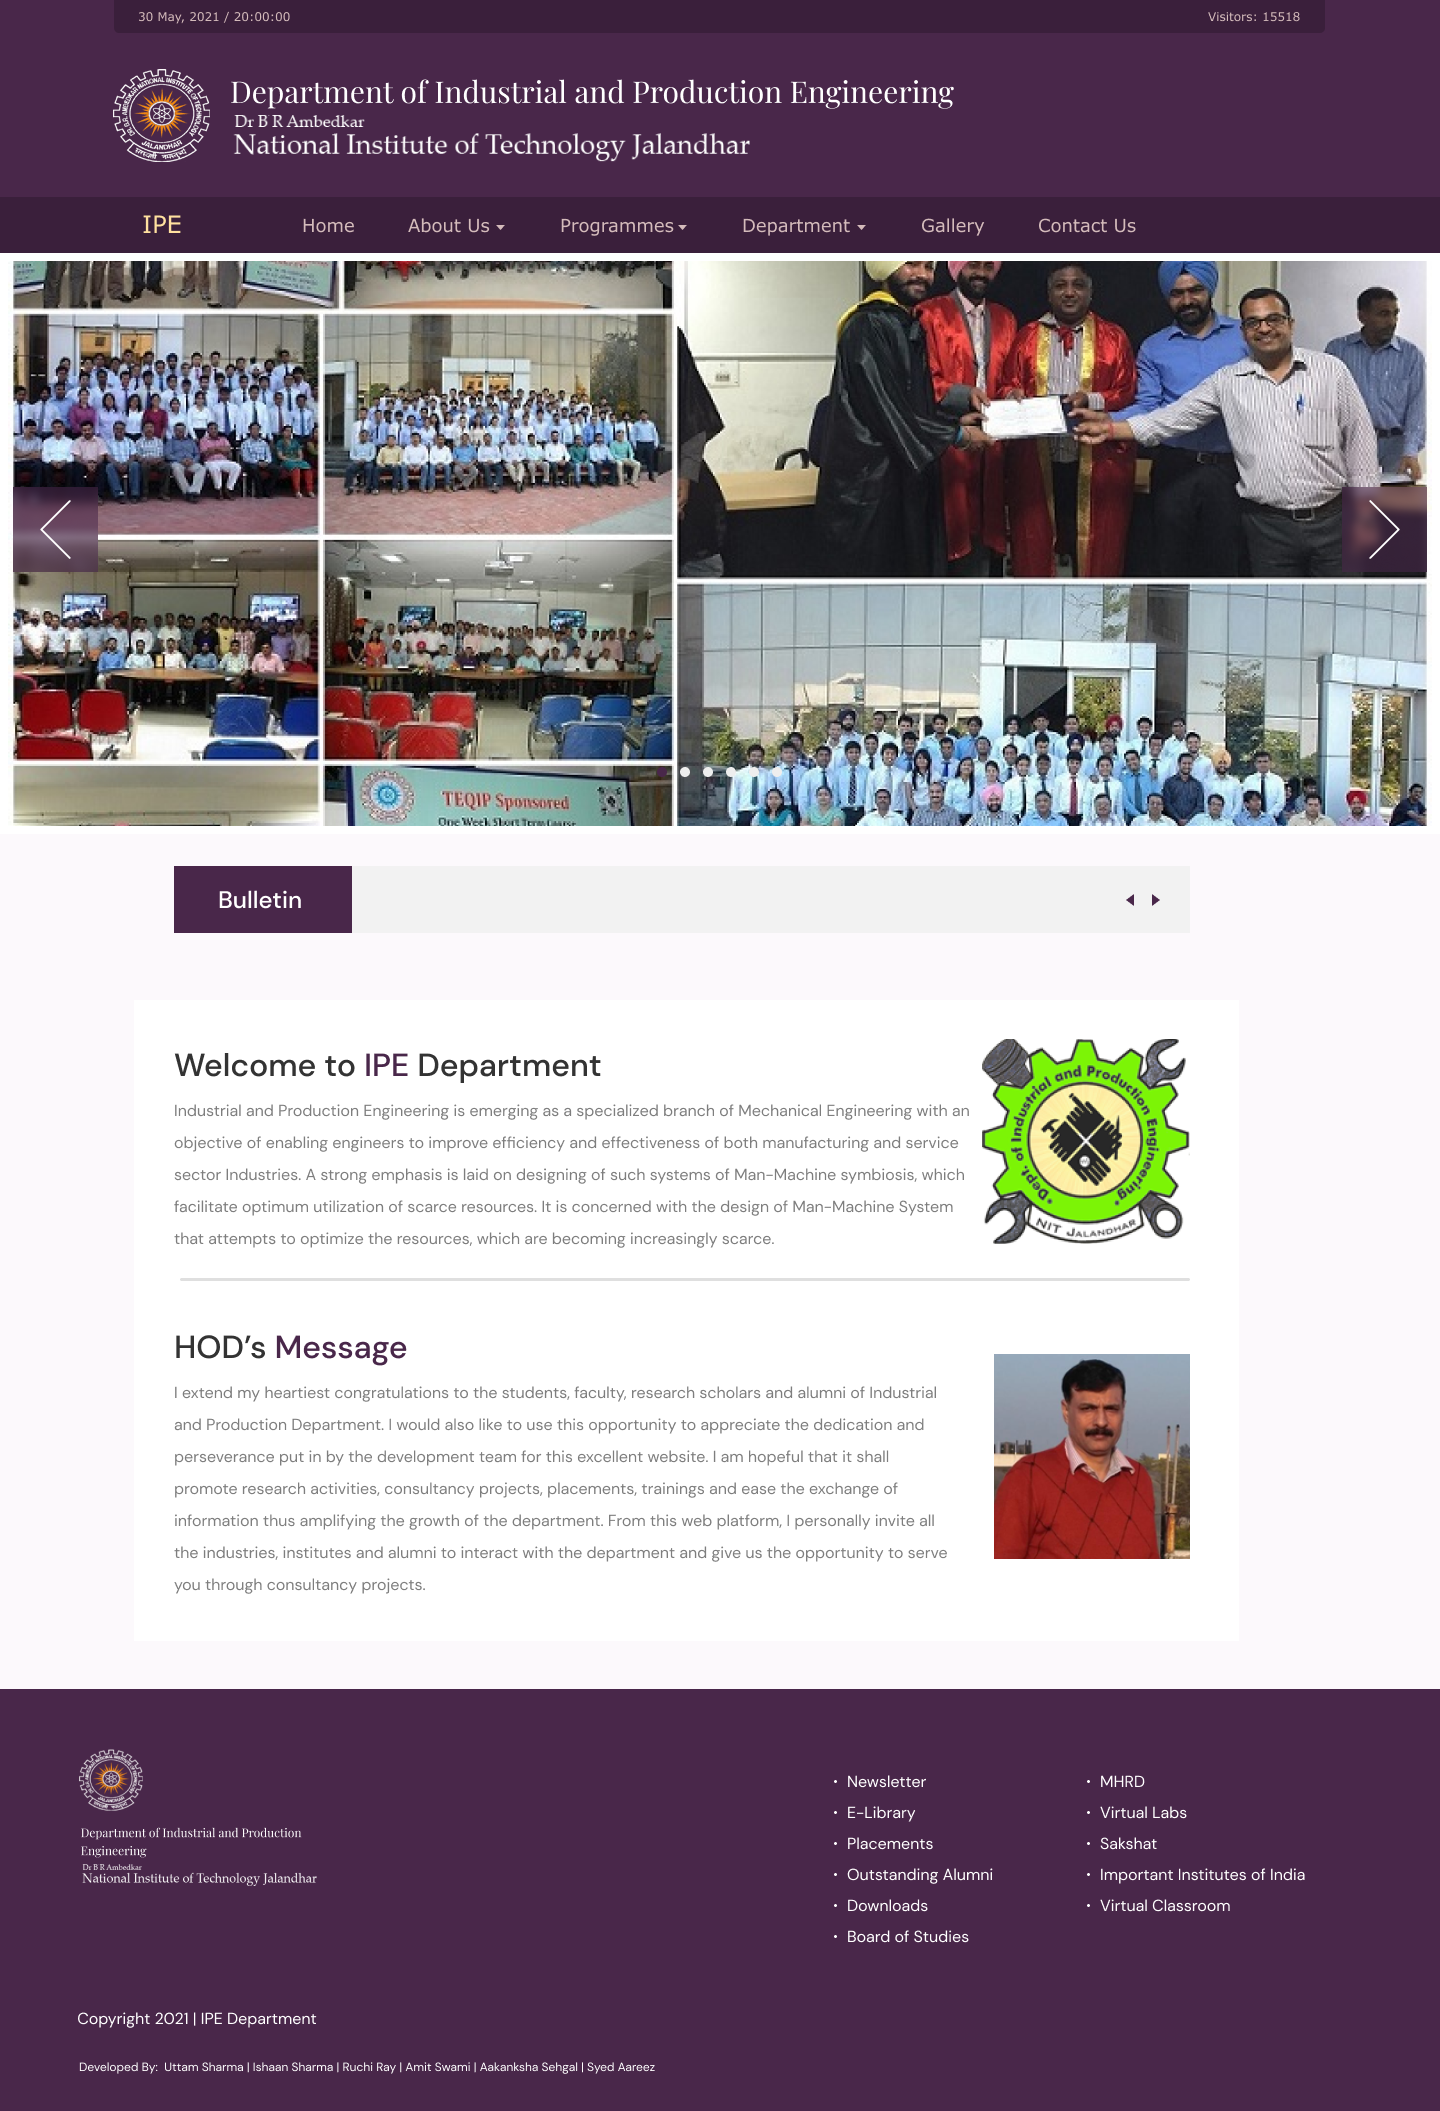 30 May, 2021 / 20:00:00
Visitors: 15518
Department of Industrial and Production Engineering
Dr B R Ambedkar
National Institute of Technology Jalandhar
JALANDHAR
IPE
Home
About Us
Programmes
Department
Gallery
Contact Us
TEQIP Sponsored
One Week Short Term Course
Bulletin
Welcome to IPE Department
Industrial and Production Engineering is emerging as a specialized branch of Mechanical Engineering with an
objective of enabling engineers to improve efficiency and effectiveness of both manufacturing and service
sector Industries. A strong emphasis is laid on designing of such systems of Man-Machine symbiosis, which
facilitate optimum utilization of scarce resources. It is concerned with the design of Man-Machine System
that attempts to optimize the resources, which are becoming increasingly scarce.
*Dept. of Industrial and Production Engineering*
NIT JALANDHAR
HOD’s Message
I extend my heartiest congratulations to the students, faculty, research scholars and alumni of Industrial
and Production Department. I would also like to use this opportunity to appreciate the dedication and
perseverance put in by the development team for this excellent website. I am hopeful that it shall
promote research activities, consultancy projects, placements, trainings and ease the exchange of
information thus amplifying the growth of the department. From this web platform, I personally invite all
the industries, institutes and alumni to interact with the department and give us the opportunity to serve
you through consultancy projects.
Department of Industrial and Production
Engineering
Dr B R Ambedkar
National Institute of Technology Jalandhar
• Newsletter
• E-Library
• Placements
• Outstanding Alumni
• Downloads
• Board of Studies
• MHRD
• Virtual Labs
• Sakshat
• Important Institutes of India
• Virtual Classroom
Copyright 2021 | IPE Department
Developed By: Uttam Sharma | Ishaan Sharma | Ruchi Ray | Amit Swami | Aakanksha Sehgal | Syed Aareez